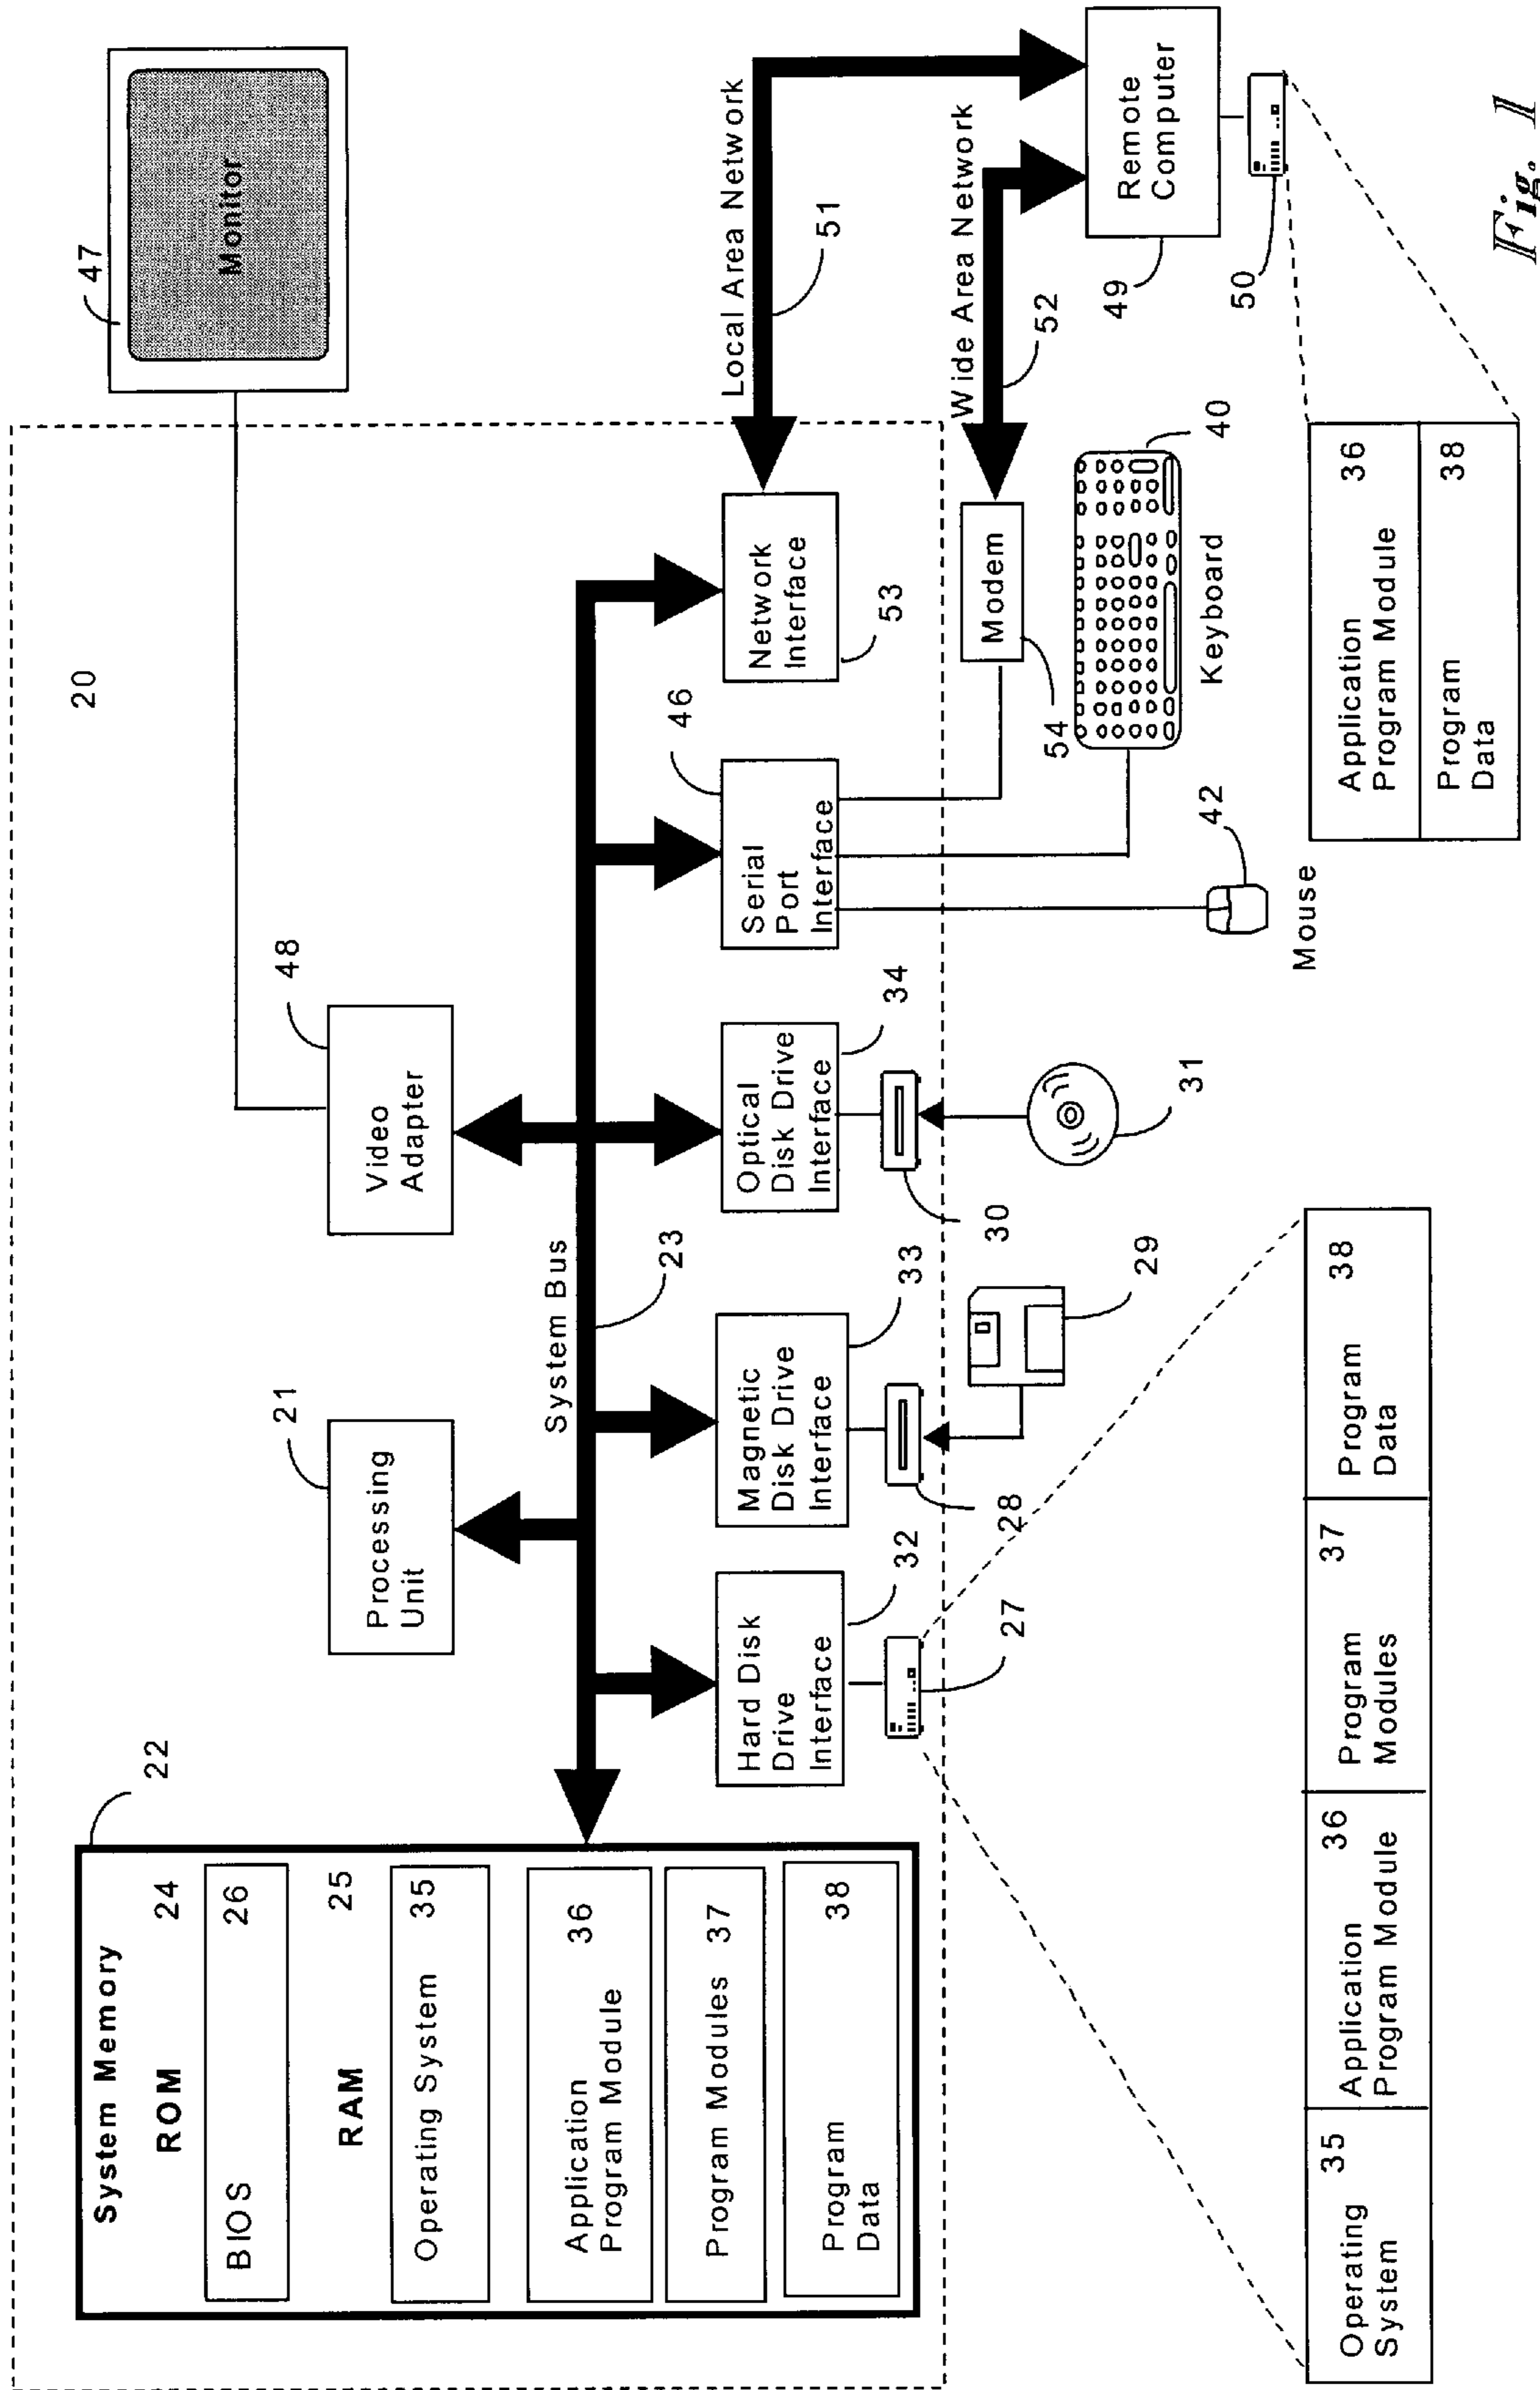 System Memory
ROM
24
BIOS
26
RAM
25
Operating System
35
Application
Program Module
36
Program Modules
37
Program
Data
38
22
20
Processing
Unit
21
Video
Adapter
48
47
Monitor
System Bus
23
Hard Disk
Drive
Interface
32
Magnetic
Disk Drive
Interface
33
Optical
Disk Drive
Interface
34
Serial
Port
Interface
46
Network
Interface
53
Local Area Network
51
27
28
30
29
31
Modem
54
Wide Area Network
52
Keyboard
40
Mouse
42
Remote
Computer
49
50
Operating
System
35
Application
Program Module
36
Program
Modules
37
Program
Data
38
Application
Program Module
36
Program
Data
38
Fig. 1